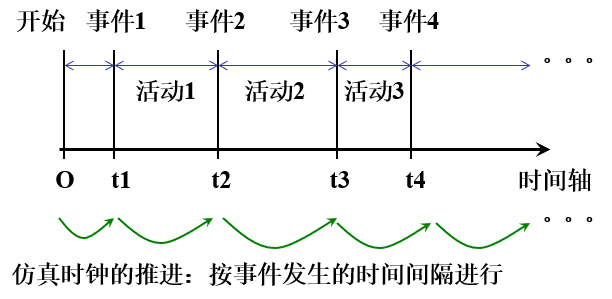 开始 事件1 事件2 事件3 事件4
。。。
活动1 活动2 活动3
O t1 t2 t3 t4 时间轴
。。。
仿真时钟的推进：按事件发生的时间间隔进行